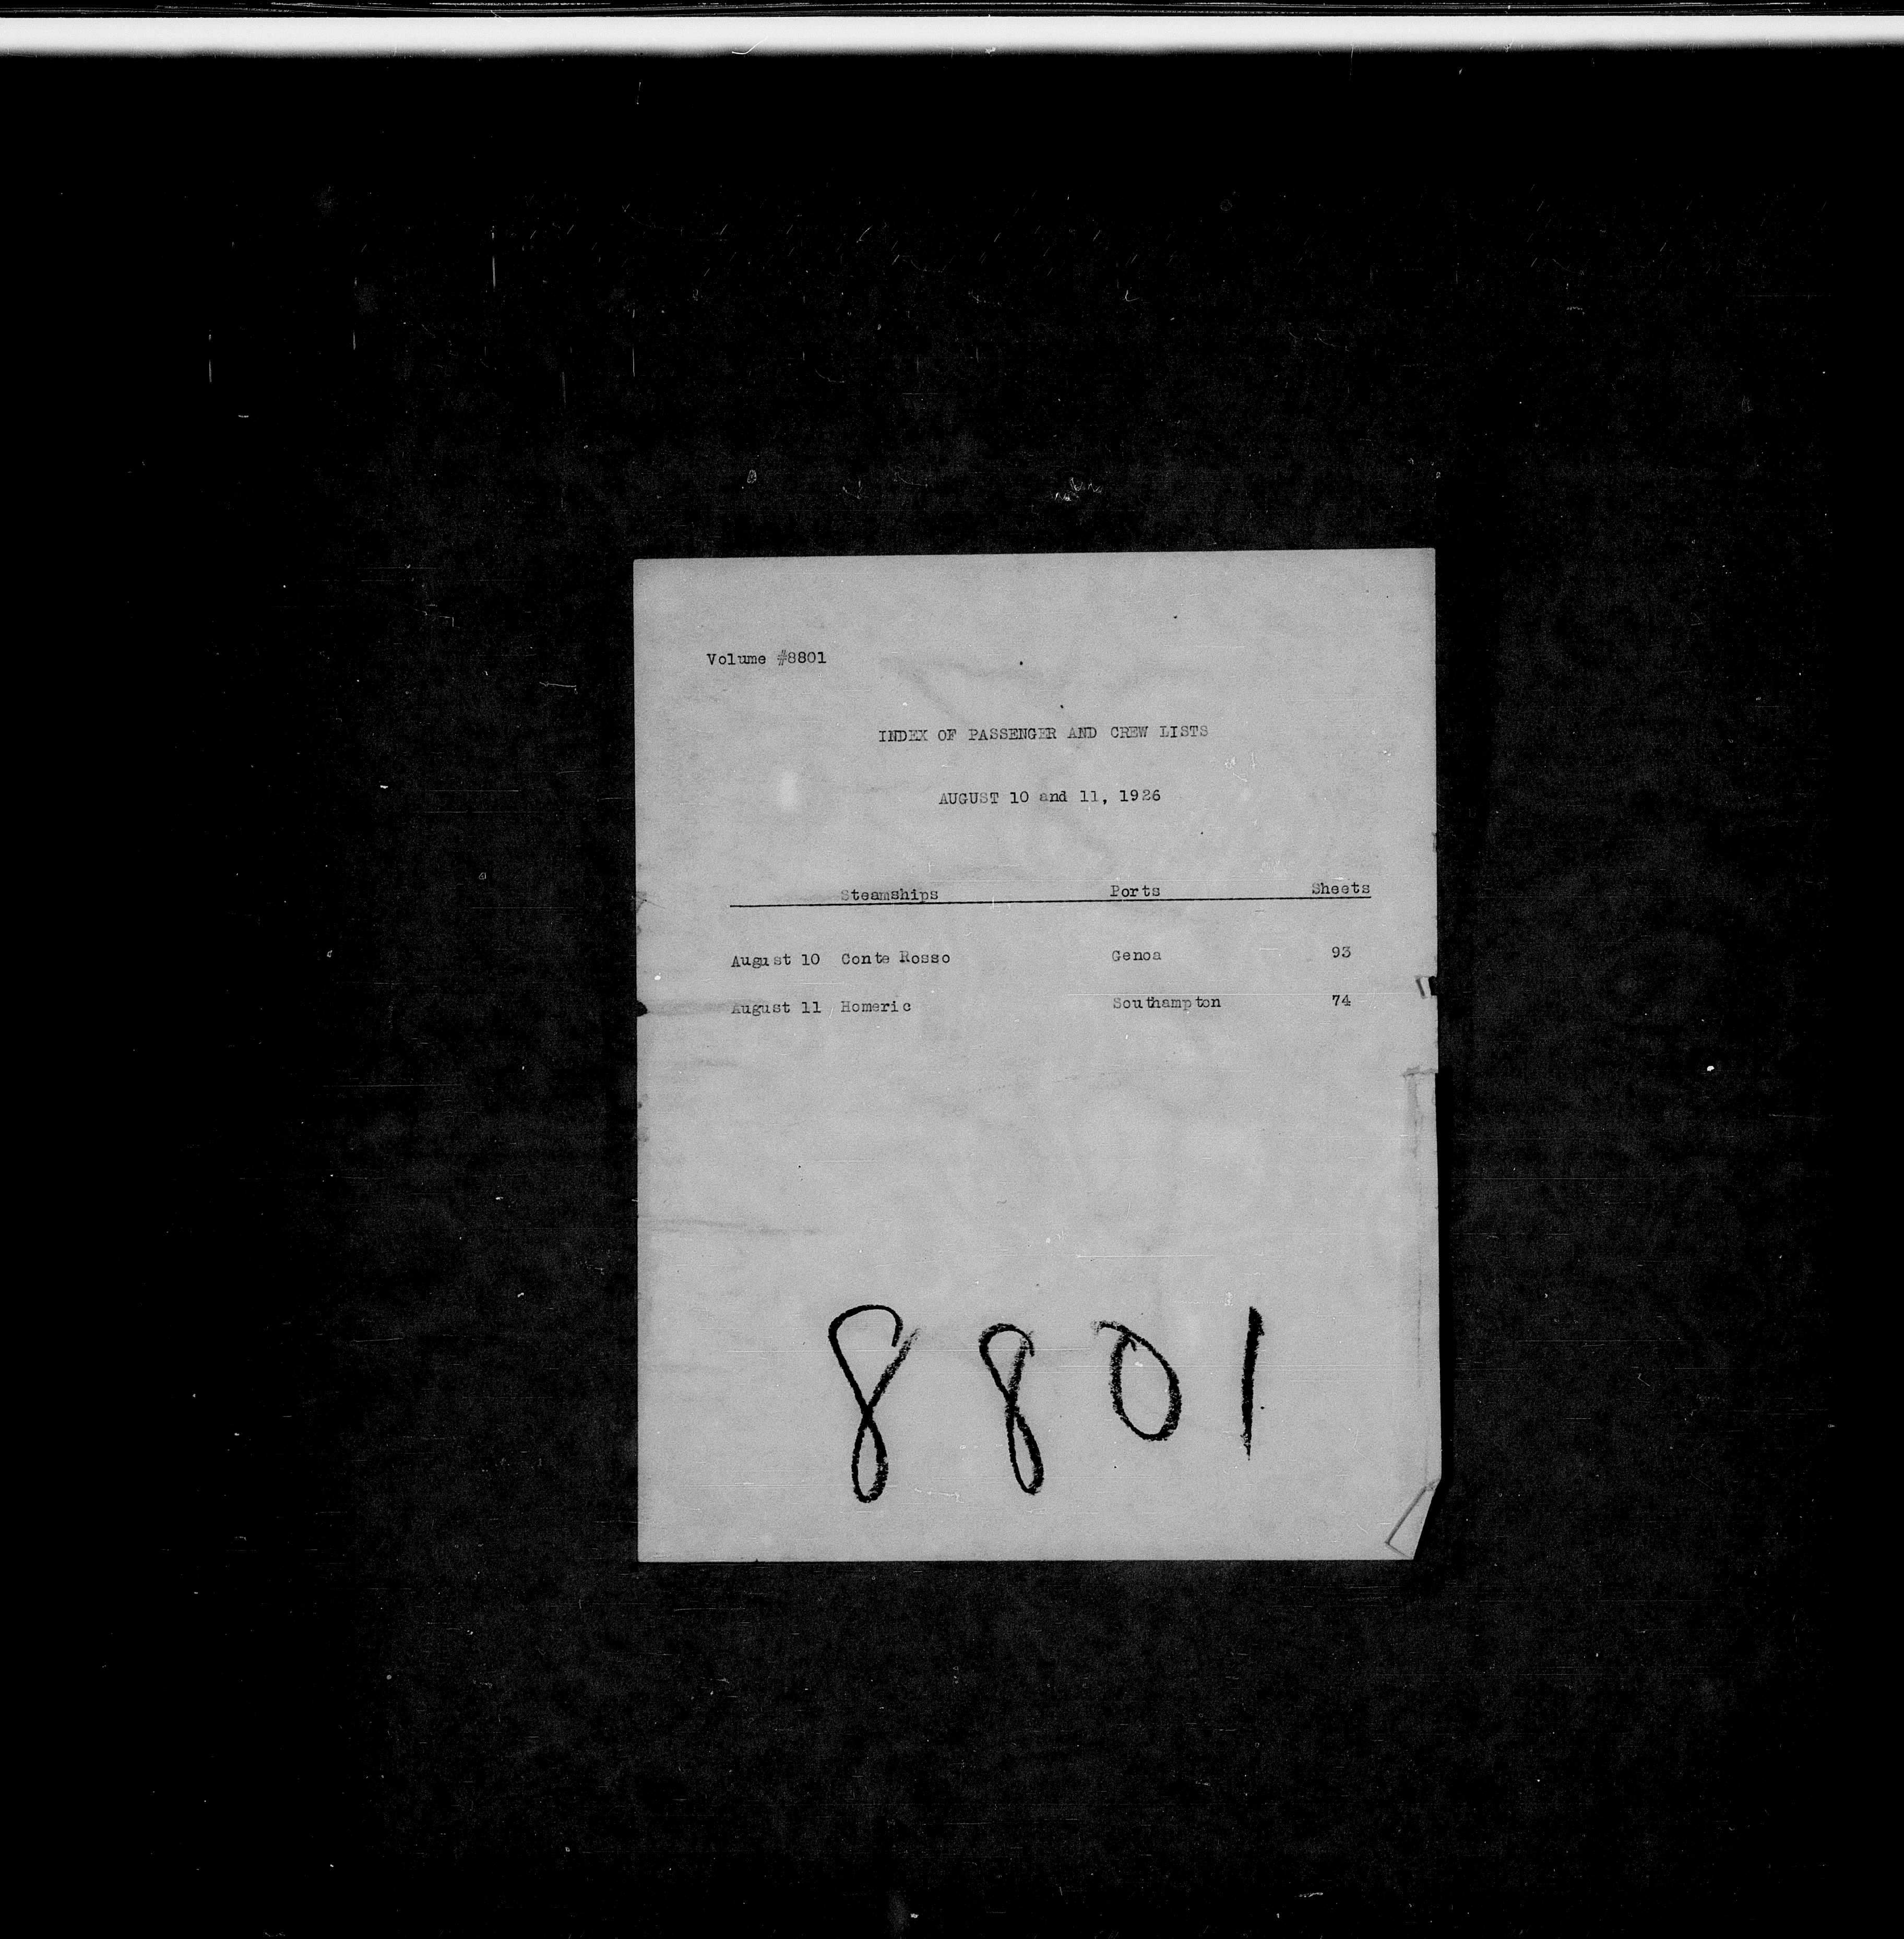 Volume #8801
INDEX OF PASSENGER AND CREW LISTS
AUGUST 10 and 11, 1926
Steamships Ports Sheets
August 10 Conte Rosso Genoa 93
August 11 Homeric Southampton 74
8801